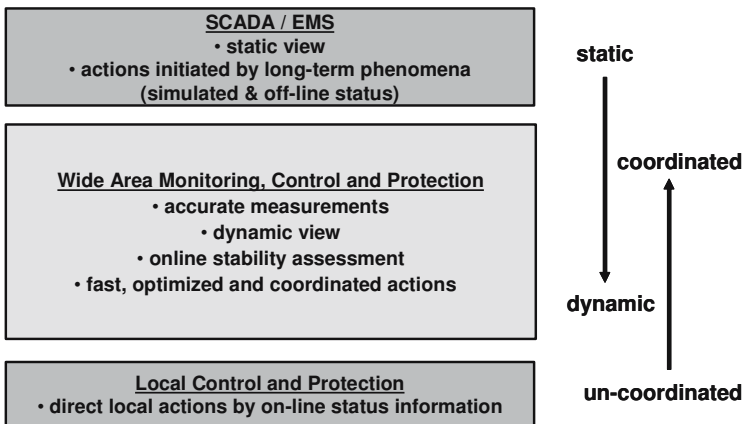 SCADA / EMS
• static view
• actions initiated by long-term phenomena
(simulated & off-line status)
static
Wide Area Monitoring, Control and Protection
• accurate measurements
• dynamic view
• online stability assessment
• fast, optimized and coordinated actions
coordinated
dynamic
Local Control and Protection
• direct local actions by on-line status information
un-coordinated